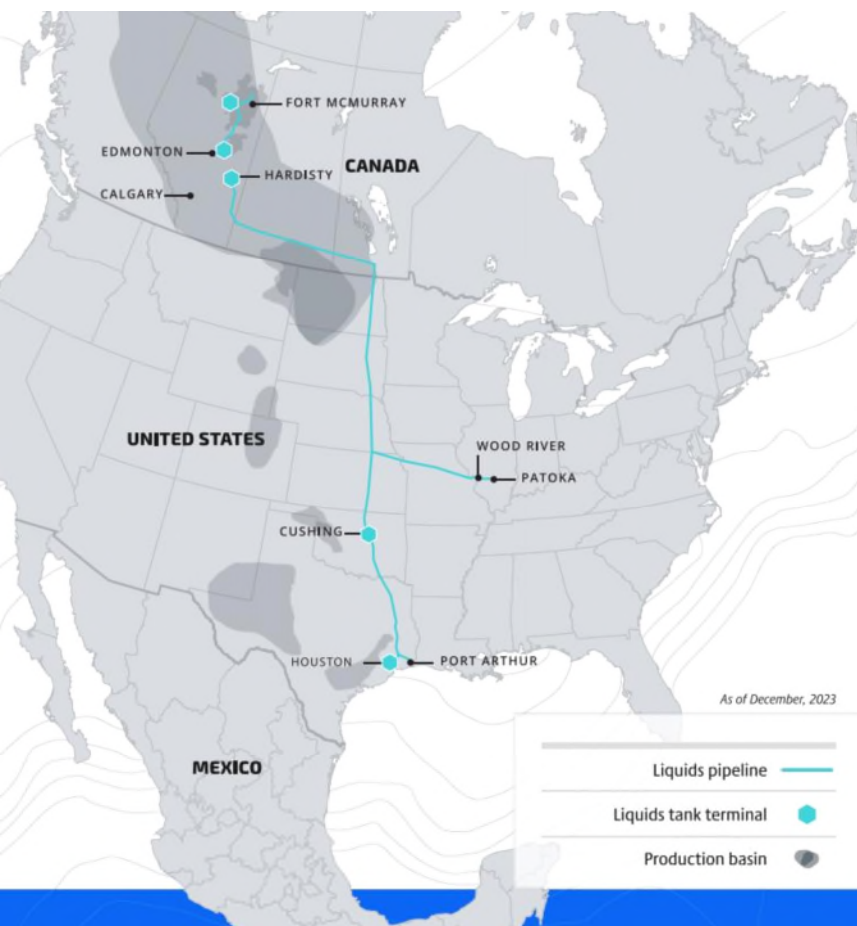 FORT MCMURRAY
EDMONTON
CANADA
HARDISTY
CALGARY
UNITED STATES
WOOD RIVER
PATOKA
CUSHING
HOUSTON
PORT ARTHUR
As of December, 2023
MEXICO
Liquids pipeline
Liquids tank terminal
Production basin